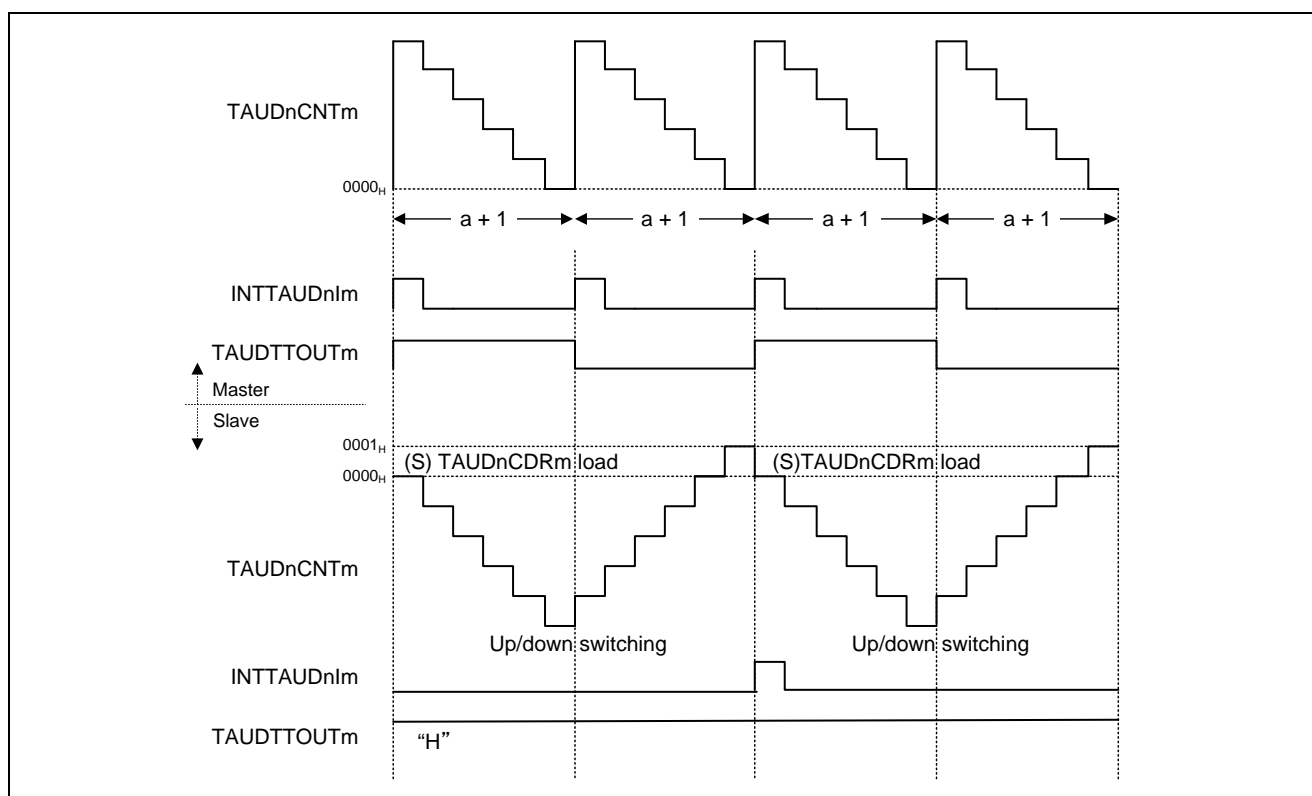 TAUDnCNTm
0000H
a + 1 a + 1 a + 1 a + 1
INTTAUDnIm
TAUDTTOUTm
Master
Slave
0001H
(S) TAUDnCDRm load (S)TAUDnCDRm load
0000H
TAUDnCNTm
Up/down switching Up/down switching
INTTAUDnIm
TAUDTTOUTm
“H”